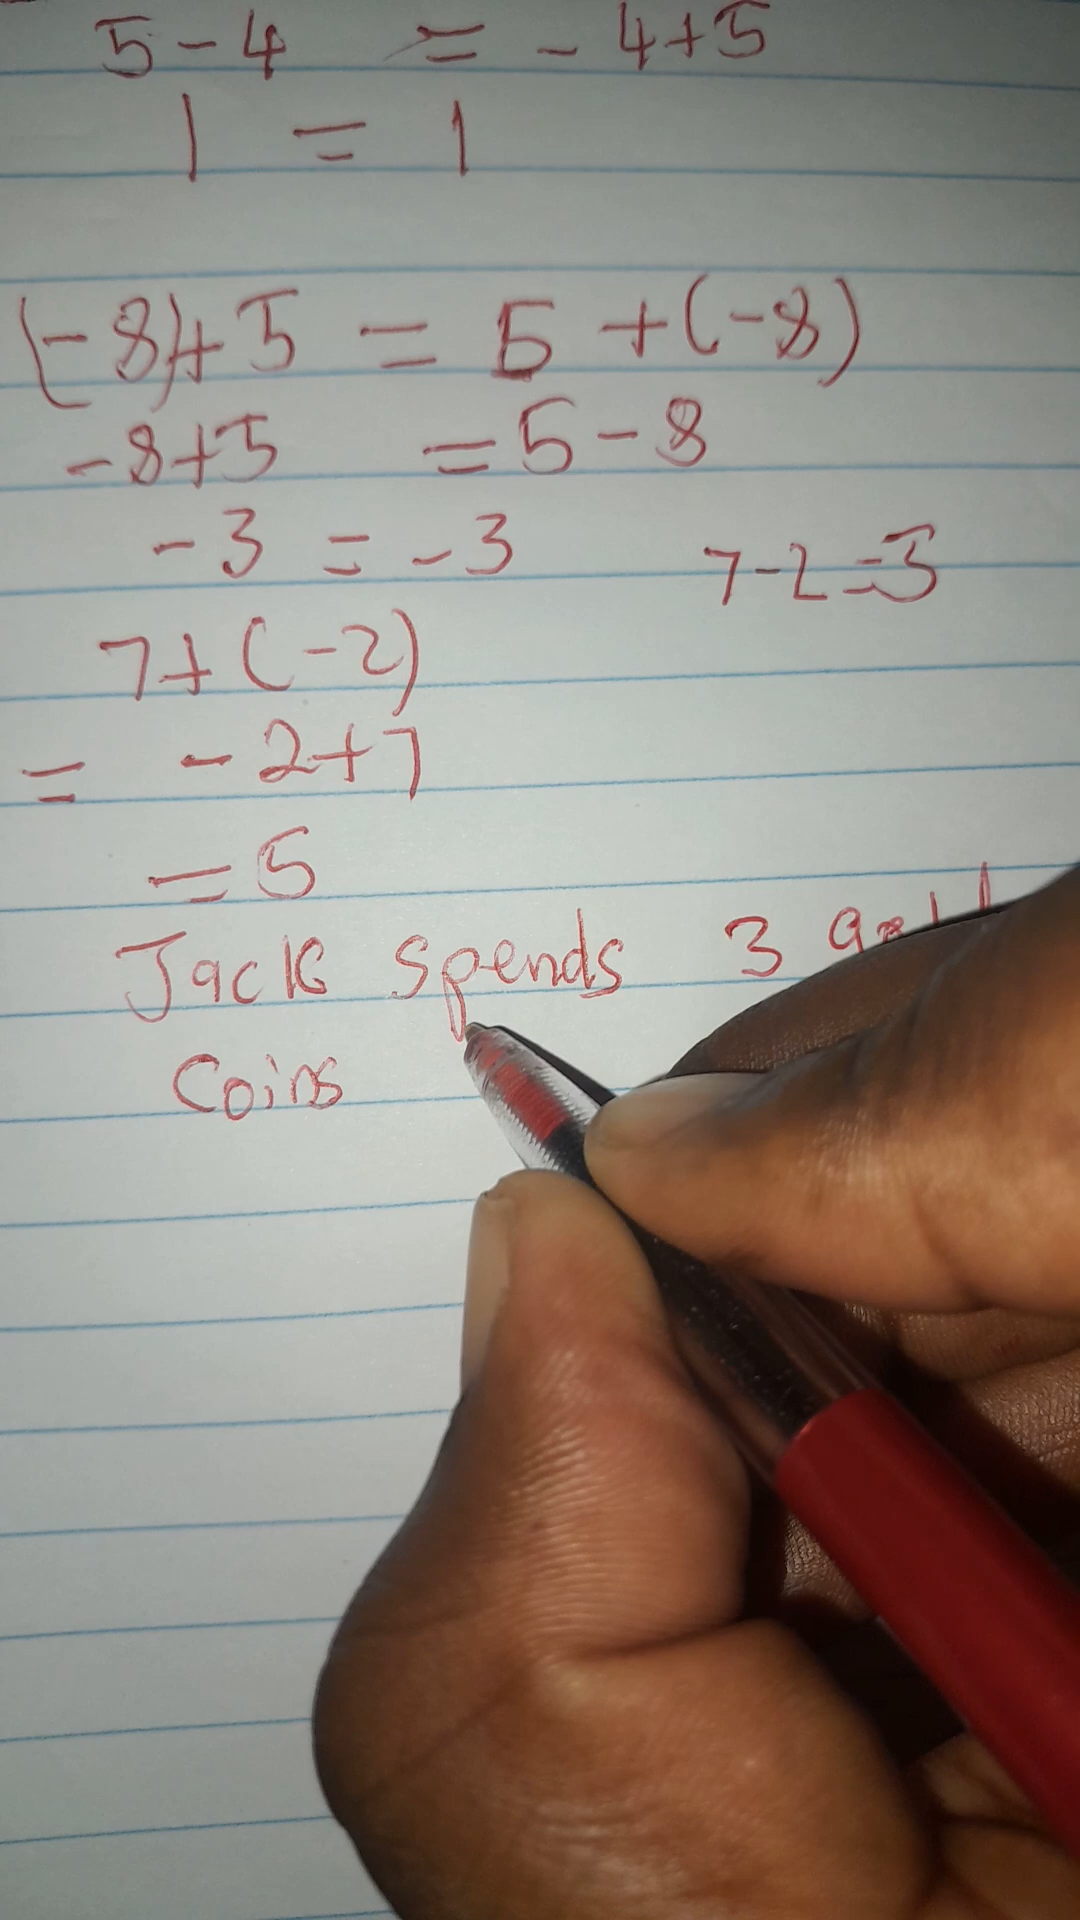 5 - 4 = - 4 + 5
1 = 1
(- 8) + 5 = 5 + (- 8)
- 8 + 5 = 5 - 8
- 3 = - 3
7 - 2 = 5
7 + (- 2)
= - 2 + 7
= 5
Jack spends 3
Coins